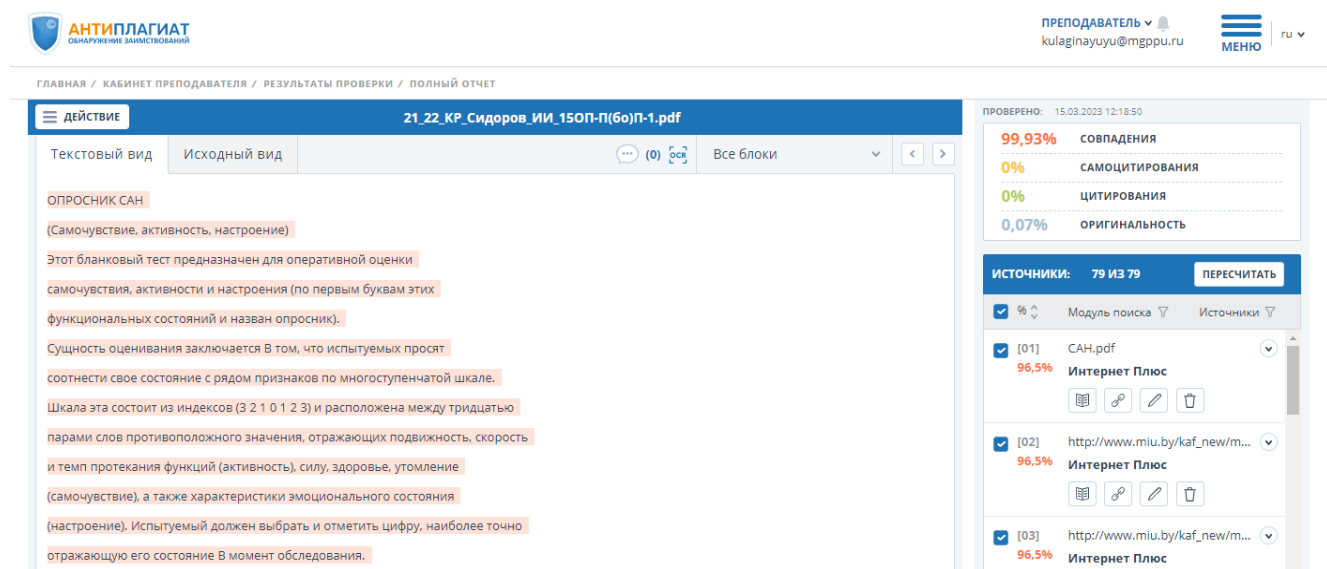 АНТИПЛАГИАТ
ОБНАРУЖЕНИЕ ЗАИМСТВОВАНИЙ
ПРЕПОДАВАТЕЛЬ
kulaginayuyu@mgppu.ru
МЕНЮ
ru
ГЛАВНАЯ / КАБИНЕТ ПРЕПОДАВАТЕЛЯ / РЕЗУЛЬТАТЫ ПРОВЕРКИ / ПОЛНЫЙ ОТЧЕТ
ДЕЙСТВИЕ
21_22_КР_Сидоров_ИИ_15ОП-П(бо)П-1.pdf
Текстовый вид
Исходный вид
(0)
OCR
Все блоки
ОПРОСНИК САН
(Самочувствие, активность, настроение)
Этот бланковый тест предназначен для оперативной оценки
самочувствия, активности и настроения (по первым буквам этих
функциональных состояний и назван опросник).
Сущность оценивания заключается В том, что испытуемых просят
соотнести свое состояние с рядом признаков по многоступенчатой шкале.
Шкала эта состоит из индексов (3 2 1 0 1 2 3) и расположена между тридцатью
парами слов противоположного значения, отражающих подвижность, скорость
и темп протекания функций (активность), силу, здоровье, утомление
(самочувствие), а также характеристики эмоционального состояния
(настроение). Испытуемый должен выбрать и отметить цифру, наиболее точно
отражающую его состояние В момент обследования.
ПРОВЕРЕНО: 15.03.2023 12:18:50
99,93% СОВПАДЕНИЯ
0% САМОЦИТИРОВАНИЯ
0% ЦИТИРОВАНИЯ
0,07% ОРИГИНАЛЬНОСТЬ
ИСТОЧНИКИ: 79 ИЗ 79 ПЕРЕСЧИТАТЬ
% Модуль поиска Источники
[01] САН.pdf
96,5% Интернет Плюс
[02] http://www.miu.by/kaf_new/m...
96,5% Интернет Плюс
[03] http://www.miu.by/kaf_new/m...
96,5% Интернет Плюс